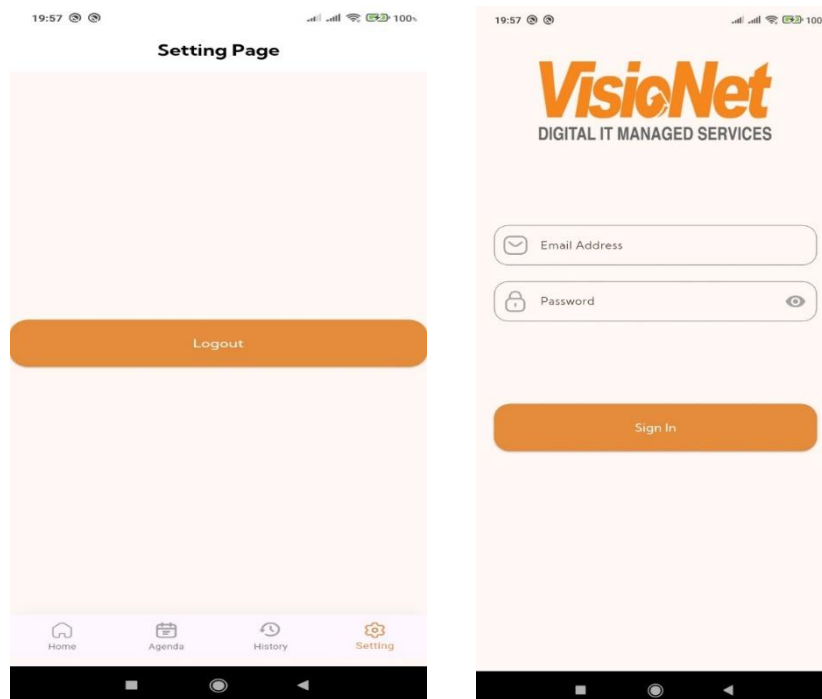 19:57
100%
Setting Page
Logout
Home
Agenda
History
Setting
19:57
100
VisioNet
DIGITAL IT MANAGED SERVICES
Email Address
Password
Sign In